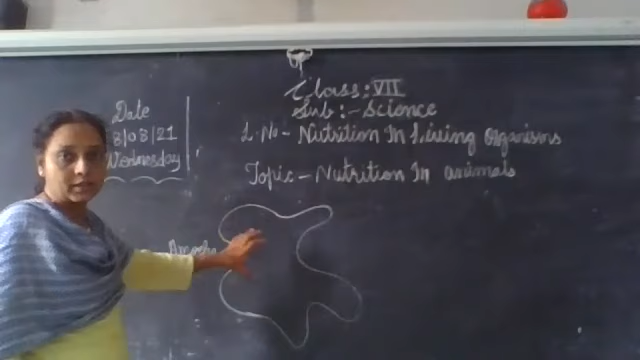 Class: VII
Sub:- Science
Date
8/08/21
Wednesday
L. No- Nutrition In Living Organisms
Topic - Nutrition In animals
Amoeba